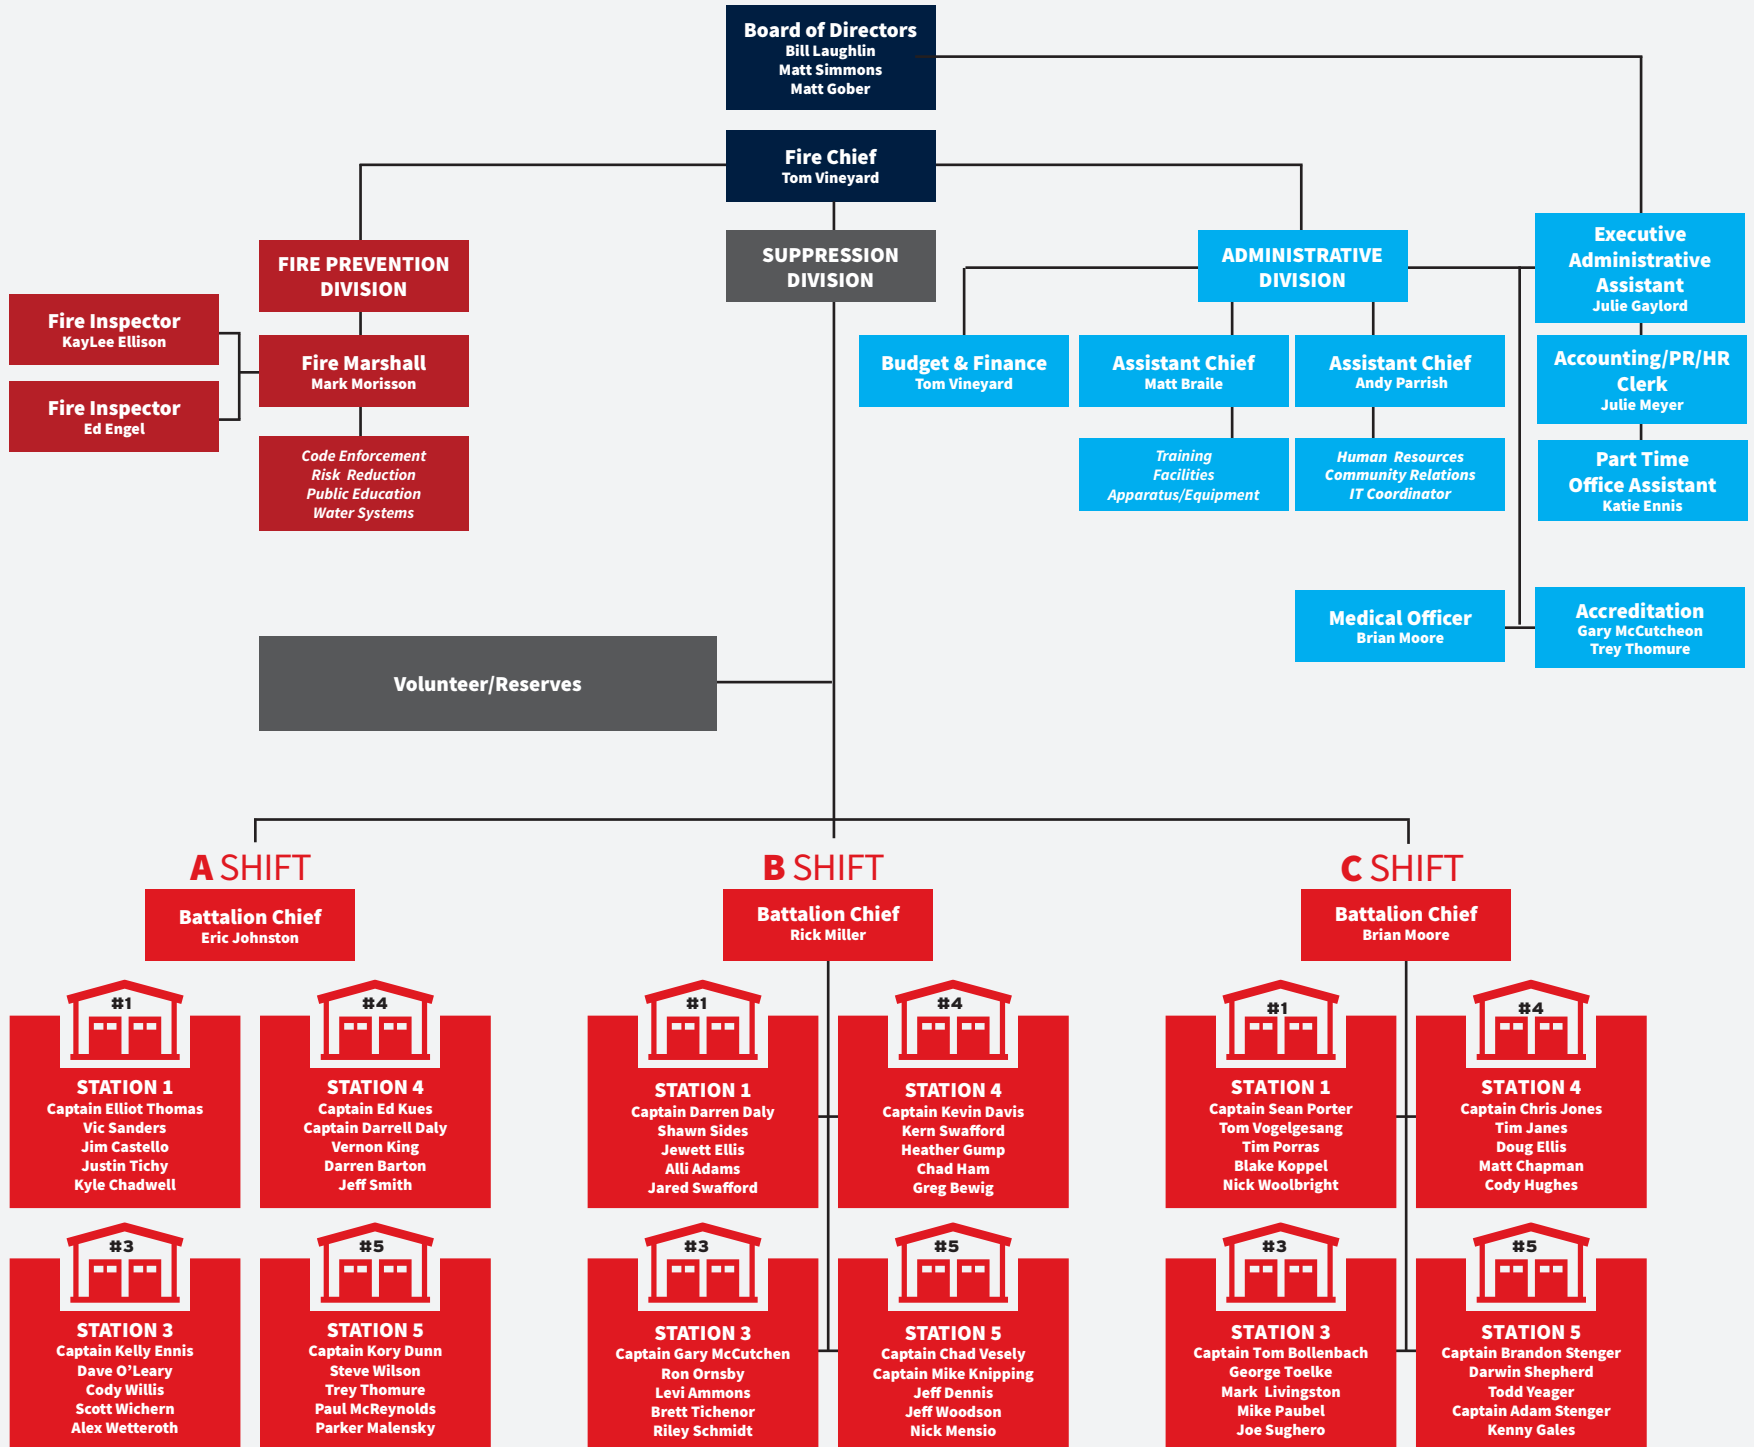 Board of Directors
Bill Laughlin
Matt Simmons
Matt Gober
Fire Chief
Tom Vineyard
FIRE PREVENTION
DIVISION
Fire Inspector
KayLee Ellison
Fire Inspector
Ed Engel
Fire Marshall
Mark Morisson
Code Enforcement
Risk Reduction
Public Education
Water Systems
SUPPRESSION
DIVISION
ADMINISTRATIVE
DIVISION
Budget & Finance
Tom Vineyard
Assistant Chief
Matt Braile
Training
Facilities
Apparatus/Equipment
Assistant Chief
Andy Parrish
Human Resources
Community Relations
IT Coordinator
Executive
Administrative
Assistant
Julie Gaylord
Accounting/PR/HR
Clerk
Julie Meyer
Part Time
Office Assistant
Katie Ennis
Medical Officer
Brian Moore
Accreditation
Gary McCutcheon
Trey Thomure
Volunteer/Reserves
A SHIFT
Battalion Chief
Eric Johnston
#1
STATION 1
Captain Elliot Thomas
Vic Sanders
Jim Castello
Justin Tichy
Kyle Chadwell
#4
STATION 4
Captain Ed Kues
Captain Darrell Daly
Vernon King
Darren Barton
Jeff Smith
#3
STATION 3
Captain Kelly Ennis
Dave O’Leary
Cody Willis
Scott Wichern
Alex Wetteroth
#5
STATION 5
Captain Kory Dunn
Steve Wilson
Trey Thomure
Paul McReynolds
Parker Malensky
B SHIFT
Battalion Chief
Rick Miller
#1
STATION 1
Captain Darren Daly
Shawn Sides
Jewett Ellis
Alli Adams
Jared Swafford
#4
STATION 4
Captain Kevin Davis
Kern Swafford
Heather Gump
Chad Ham
Greg Bewig
#3
STATION 3
Captain Gary McCutchen
Ron Ornsby
Levi Ammons
Brett Tichenor
Riley Schmidt
#5
STATION 5
Captain Chad Vesely
Captain Mike Knipping
Jeff Dennis
Jeff Woodson
Nick Mensio
C SHIFT
Battalion Chief
Brian Moore
#1
STATION 1
Captain Sean Porter
Tom Vogelgesang
Tim Porras
Blake Koppel
Nick Woolbright
#4
STATION 4
Captain Chris Jones
Tim Janes
Doug Ellis
Matt Chapman
Cody Hughes
#3
STATION 3
Captain Tom Bollenbach
George Toelke
Mark Livingston
Mike Paubel
Joe Sughero
#5
STATION 5
Captain Brandon Stenger
Darwin Shepherd
Todd Yeager
Captain Adam Stenger
Kenny Gales